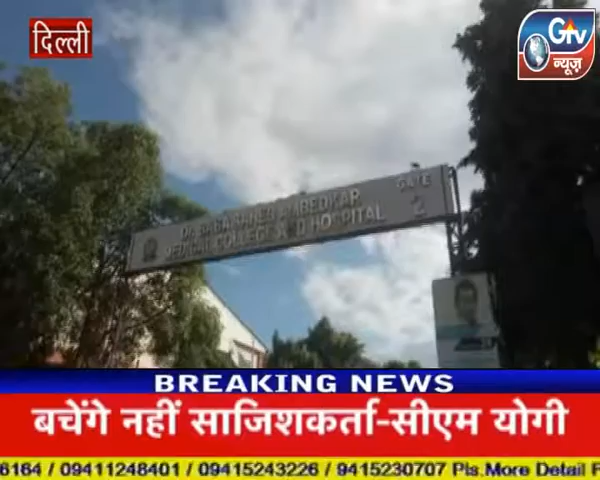 दिल्ली
Gtv
न्यूज़
DR BABA SAHEB AMBEDKAR
MEDICAL COLLEGE AND HOSPITAL
GATE
2
BREAKING NEWS
बचेंगे नहीं साजिशकर्ता-सीएम योगी
6184 / 09411248401 / 09415243226 / 9415230707 Pls.More Detail F